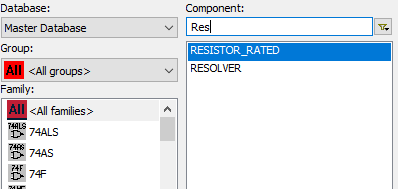 Database:
Master Database
Group:
All <All groups>
Family:
All <All families>
74ALS 74ALS
74AS 74AS
74F 74F
Component:
Res
RESISTOR_RATED
RESOLVER